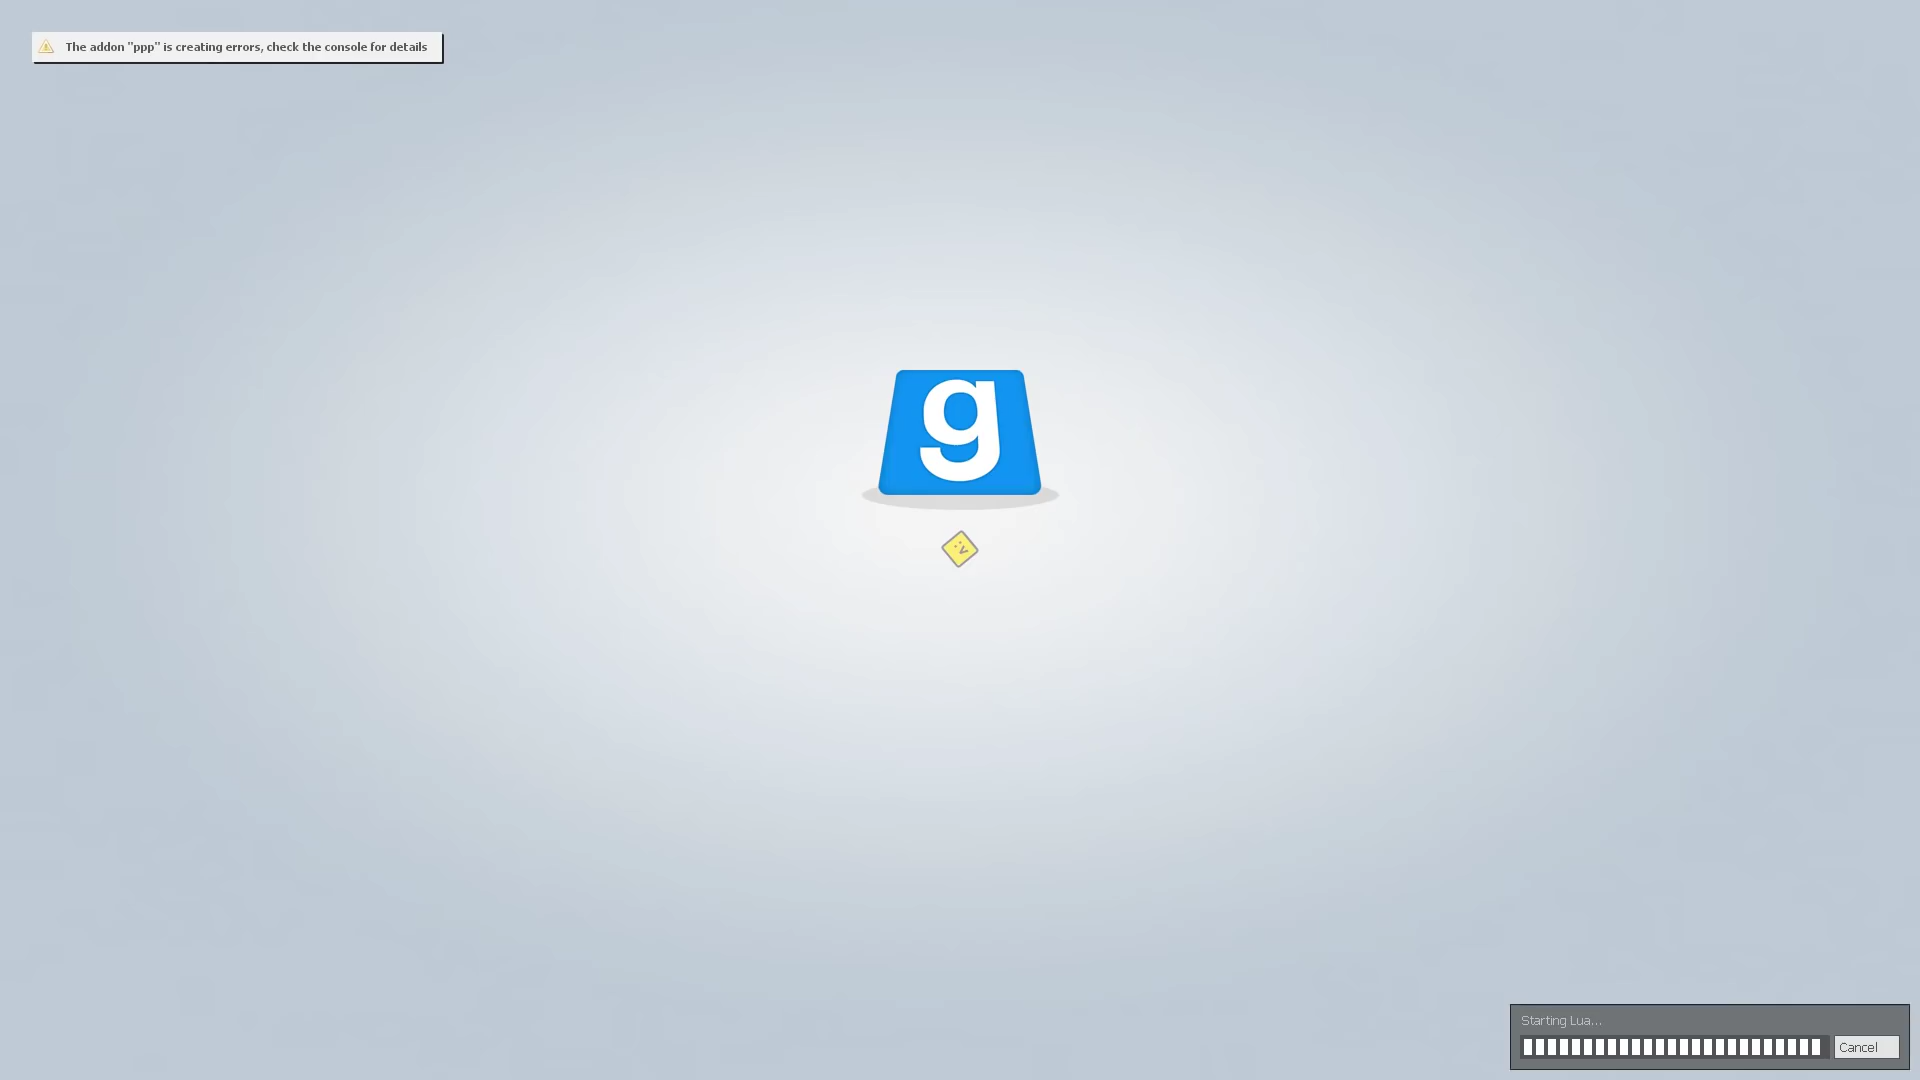 The addon "ppp" is creating errors, check the console for details
g
:v
Starting Lua...
Cancel